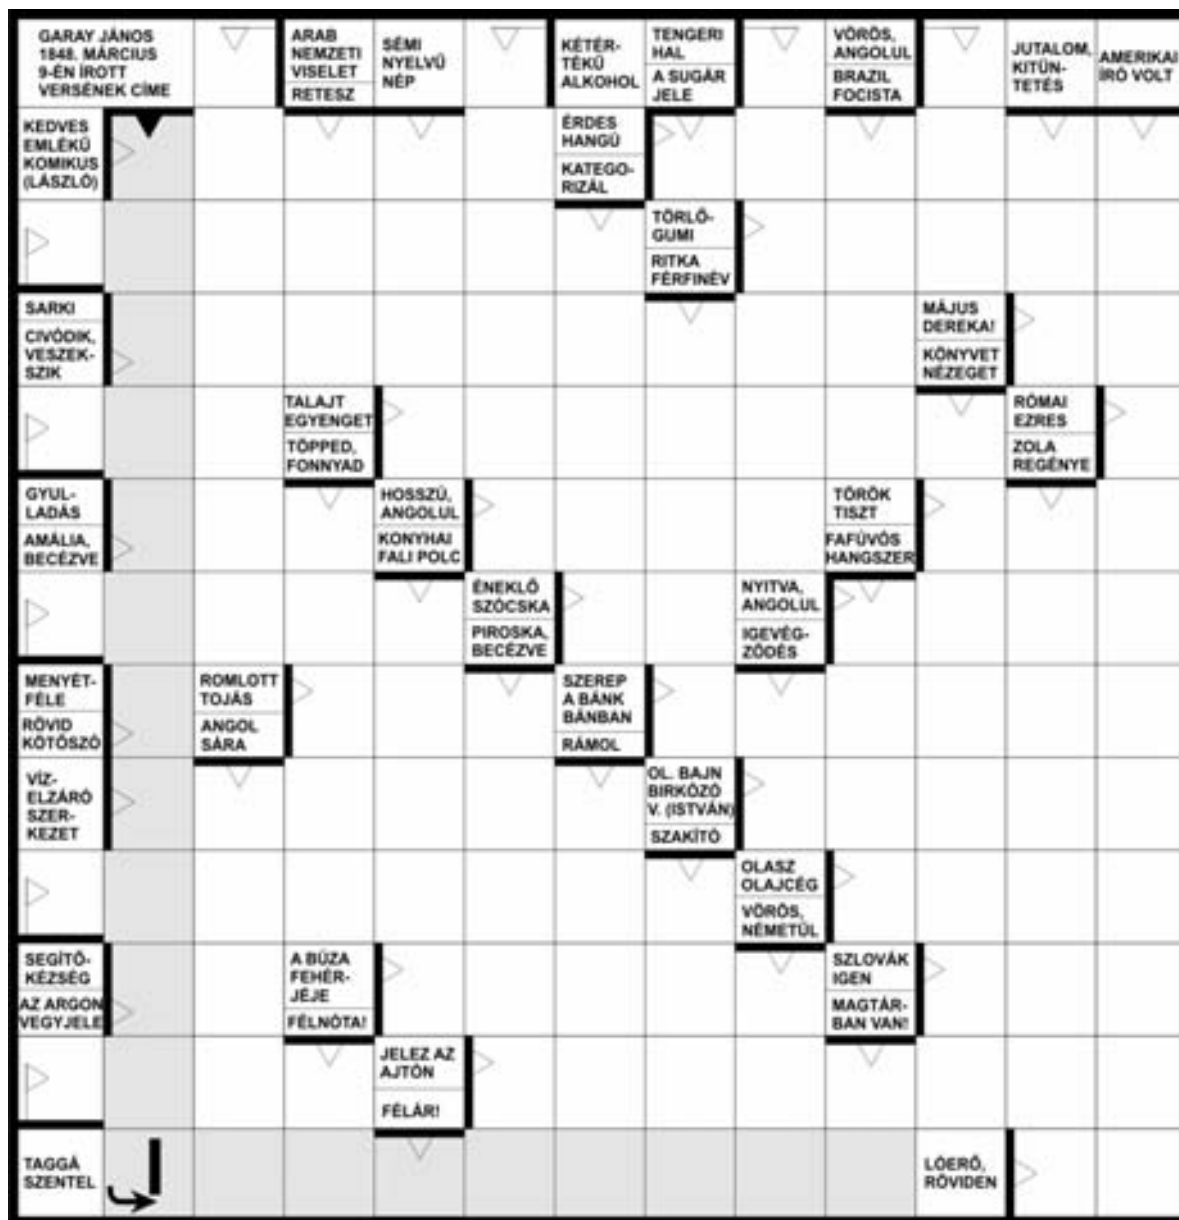 GARAY JÁNOS
1848. MÁRCIUS
9-ÉN ÍROTT
VERSÉNEK CÍME
ARAB
NEMZETI
VISELET
RETESZ
SÉMI
NYELVŰ
NÉP
KÉTÉR-
TÉKŰ
ALKOHOL
TENGERI
HAL
A SUGÁR
JELE
VÖRÖS,
ANGOLUL
BRAZIL
FOCISTA
JUTALOM,
KITÜN-
TETÉS
AMERIKAI
ÍRÓ VOLT
KEDVES
EMLÉKŰ
KOMIKUS
(LÁSZLÓ)
ÉRDES
HANGÚ
KATEGO-
RIZÁL
TÖRLŐ-
GUMI
RITKA
FÉRFINÉV
SARKI
CIVÓDIK,
VESZEK-
SZIK
MÁJUS
DEREKA!
KÖNYVET
NÉZEGET
TALAJT
EGYENGET
TÖPPED,
FONNYAD
RÓMAI
EZRES
ZOLA
REGÉNYE
GYUL-
LADÁS
AMÁLIA,
BECÉZVE
HOSSZÚ,
ANGOLUL
KONYHAI
FALI POLC
TÖRÖK
TISZT
FAFÚVÓS
HANGSZER
ÉNEKLŐ
SZÓCSKA
PIROSKA,
BECÉZVE
NYITVA,
ANGOLUL
IGEVÉG-
ZŐDÉS
MENYÉT-
FÉLE
RÖVID
KÖTŐSZÓ
ROMLOTT
TOJÁS
ANGOL
SÁRA
SZEREP
A BÁNK
BÁNBAN
RÁMOL
VÍZ-
ELZÁRÓ
SZER-
KEZET
OL. BAJN
BIRKÓZÓ
V. (ISTVÁN)
SZAKÍTÓ
OLASZ
OLAJCÉG
VÖRÖS,
NÉMETÜL
SEGÍTŐ-
KÉZSÉG
AZ ARGON
VEGYJELE
A BÚZA
FEHÉR-
JÉJE
FÉLNÓTA!
SZLOVÁK
IGEN
MAGTÁR-
BAN VAN!
JELEZ AZ
AJTÓN
FÉLÁR!
TAGGÁ
SZENTEL
LÓERŐ,
RÖVIDEN